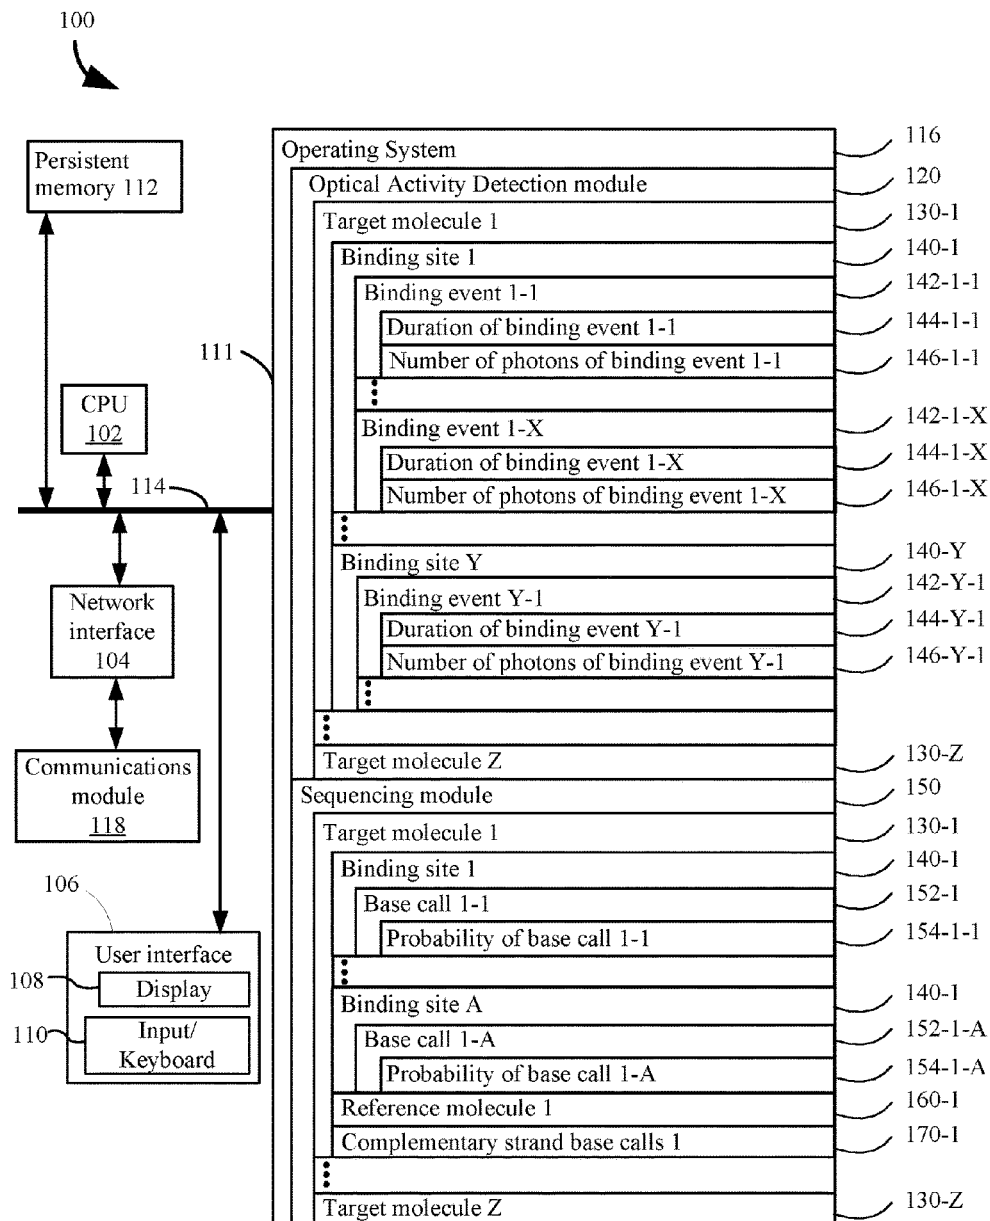 100
Persistent
memory 112
111
CPU
102
114
Network
interface
104
Communications
module
118
106
User interface
108
Display
110
Input/
Keyboard
Operating System
116
Optical Activity Detection module
120
Target molecule 1
130-1
Binding site 1
140-1
Binding event 1-1
142-1-1
Duration of binding event 1-1
144-1-1
Number of photons of binding event 1-1
146-1-1
Binding event 1-X
142-1-X
Duration of binding event 1-X
144-1-X
Number of photons of binding event 1-X
146-1-X
Binding site Y
140-Y
Binding event Y-1
142-Y-1
Duration of binding event Y-1
144-Y-1
Number of photons of binding event Y-1
146-Y-1
Target molecule Z
130-Z
Sequencing module
150
Target molecule 1
130-1
Binding site 1
140-1
Base call 1-1
152-1
Probability of base call 1-1
154-1-1
Binding site A
140-1
Base call 1-A
152-1-A
Probability of base call 1-A
154-1-A
Reference molecule 1
160-1
Complementary strand base calls 1
170-1
Target molecule Z
130-Z